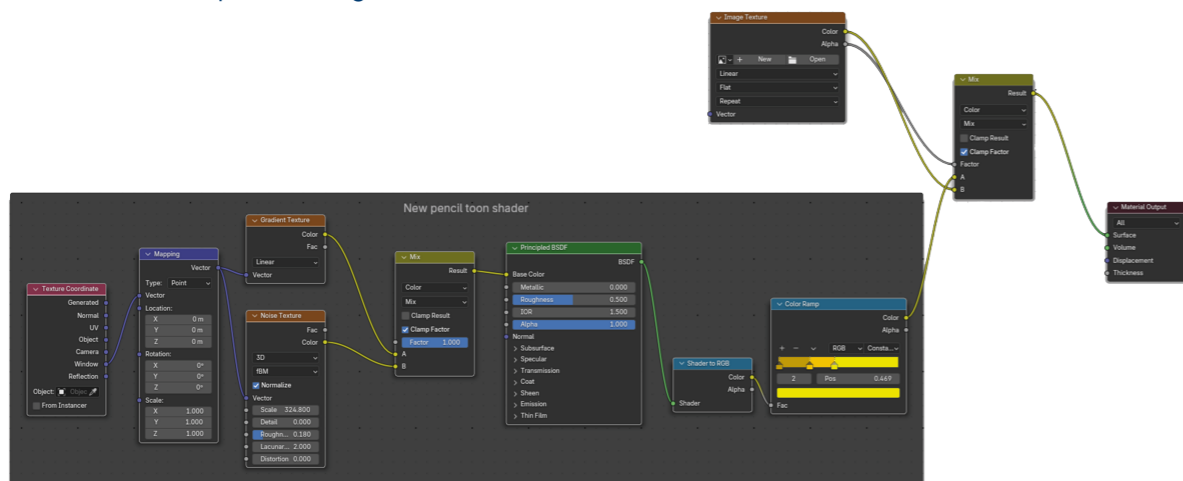 Image Texture
Color
Alpha
New
Open
Linear
Flat
Repeat
Vector
Mix
Result
Color
Mix
Clamp Result
Clamp Factor
Factor
A
B
Material Output
All
Surface
Volume
Displacement
Thickness
New pencil toon shader
Texture Coordinate
Generated
Normal
UV
Object
Camera
Window
Reflection
Object:
Object
From Instancer
Mapping
Vector
Type: Point
Vector
Location:
X 0 m
Y 0 m
Z 0 m
Rotation:
X 0°
Y 0°
Z 0°
Scale:
X 1.000
Y 1.000
Z 1.000
Gradient Texture
Color
Fac
Linear
Vector
Noise Texture
Fac
Color
3D
fBM
Normalize
Vector
Scale 324.800
Detail 0.000
Roughn... 0.180
Lacunar... 2.000
Distortion 0.000
Mix
Result
Color
Mix
Clamp Result
Clamp Factor
Factor 1.000
A
B
Principled BSDF
BSDF
Base Color
Metallic 0.000
Roughness 0.500
IOR 1.500
Alpha 1.000
Normal
Subsurface
Specular
Transmission
Coat
Sheen
Emission
Thin Film
Shader to RGB
Color
Alpha
Shader
Color Ramp
Color
Alpha
RGB Consta...
2 Pos 0.469
Fac